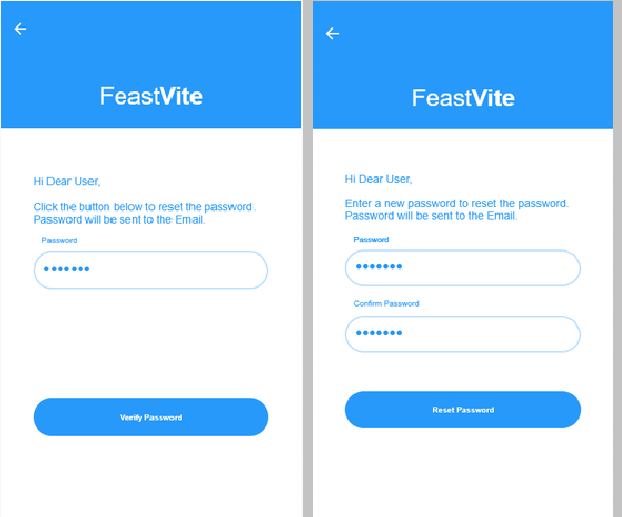 FeastVite
Hi Dear User,
Click the button below to reset the password.
Password will be sent to the Email.
Password
Verify Password
FeastVite
Hi Dear User,
Enter a new password to reset the password.
Password will be sent to the Email.
Password
Confirm Password
Reset Password